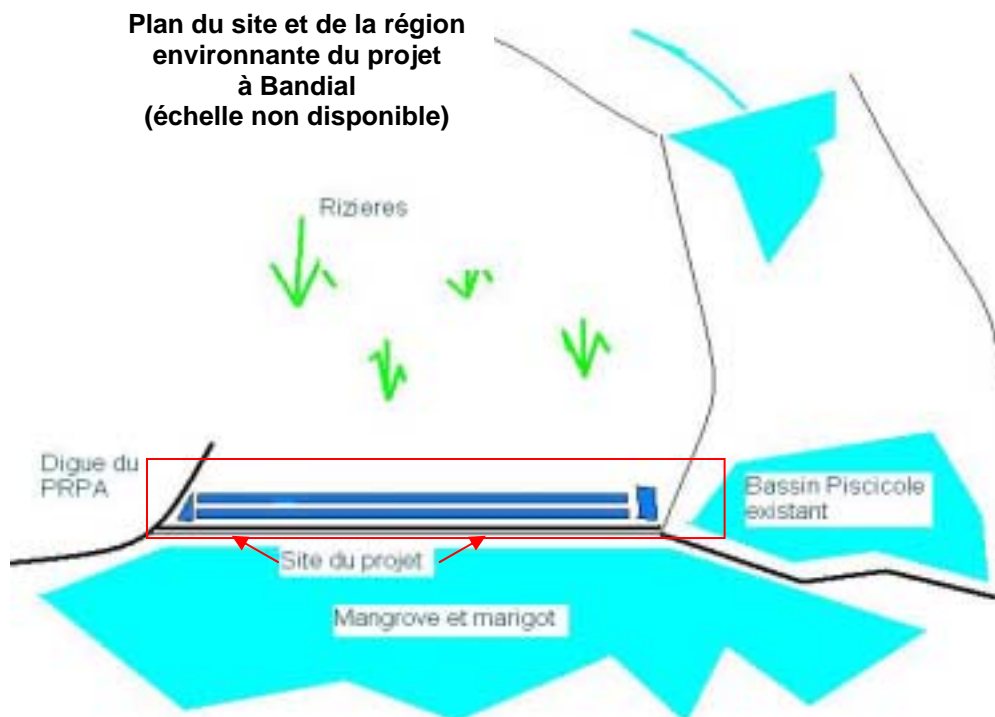 Plan du site et de la région
environnante du projet
à Bandial
(échelle non disponible)
Rizieres
Digue du
PRPA
Bassin Piscicole
existant
Site du projet
Mangrove et marigot